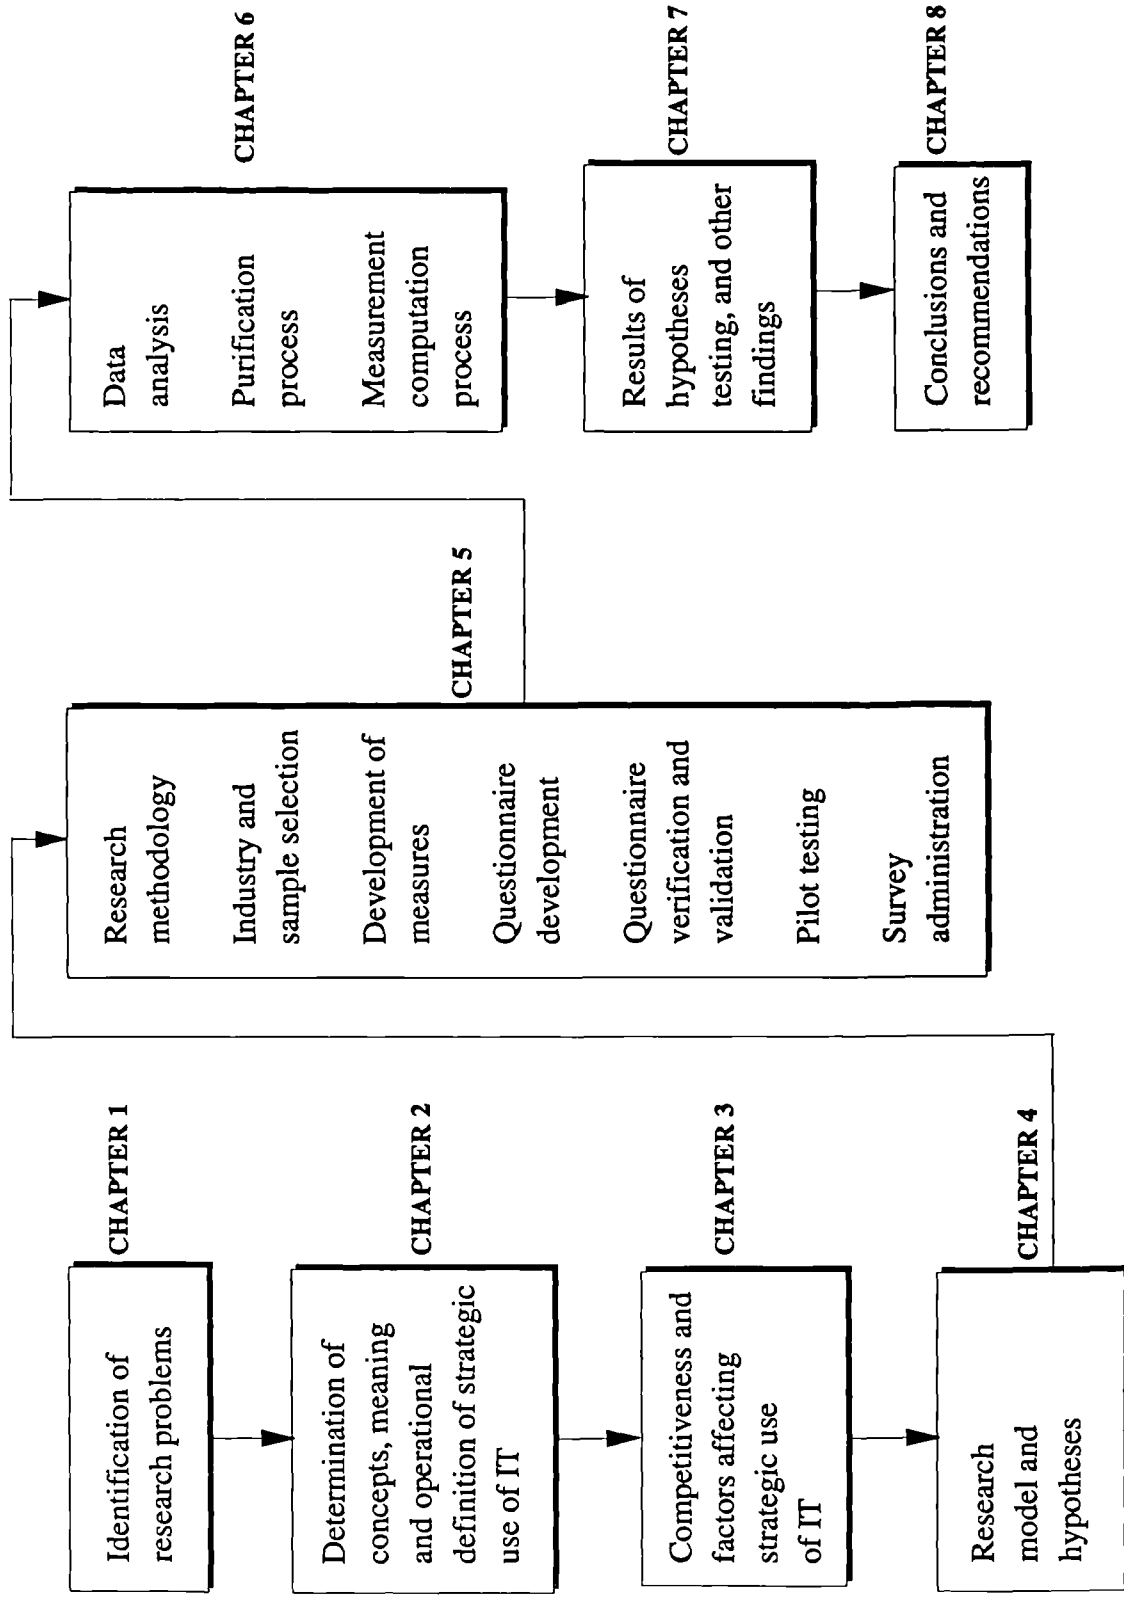 Identification of
research problems
CHAPTER 1
Determination of
concepts, meaning
and operational
definition of strategic
use of IT
CHAPTER 2
Competitiveness and
factors affecting
strategic use
of IT
CHAPTER 3
Research
model and
hypotheses
CHAPTER 4
Research
methodology
Industry and
sample selection
Development of
measures
Questionnaire
development
Questionnaire
verification and
validation
Pilot testing
Survey
administration
CHAPTER 5
Data
analysis
Purification
process
Measurement
computation
process
CHAPTER 6
Results of
hypotheses
testing, and other
findings
CHAPTER 7
Conclusions and
recommendations
CHAPTER 8